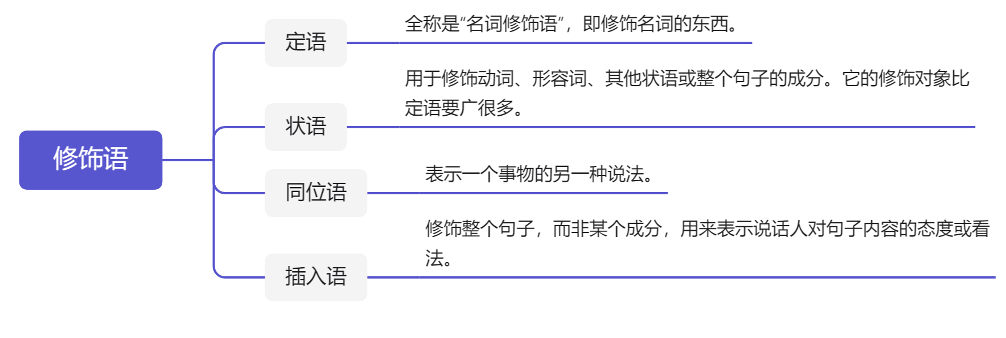 修饰语
定语
全称是“名词修饰语”，即修饰名词的东西。
状语
用于修饰动词、形容词、其他状语或整个句子的成分。它的修饰对象比
定语要广很多。
同位语
表示一个事物的另一种说法。
插入语
修饰整个句子，而非某个成分，用来表示说话人对句子内容的态度或看
法。